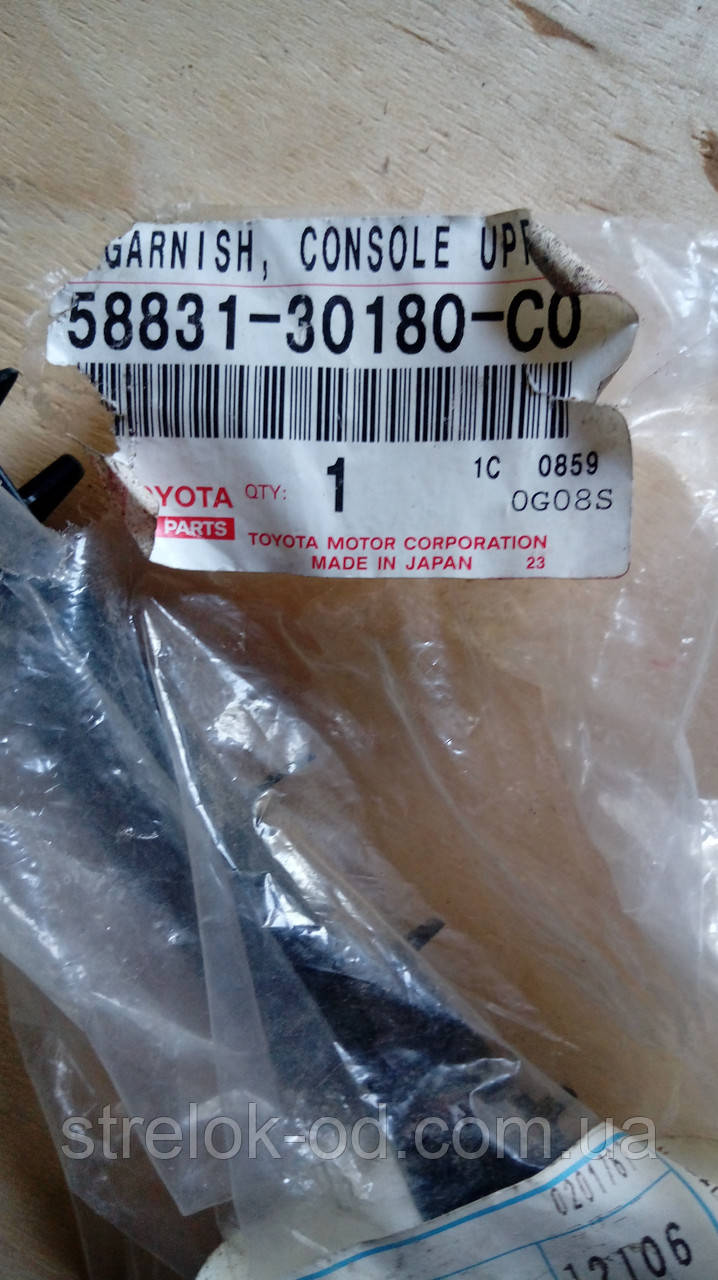 GARNISH, CONSOLE UPP
58831-30180-C0
TOYOTA QTY: 1 1C 0859
PARTS 0G08S
TOYOTA MOTOR CORPORATION
MADE IN JAPAN 23
strelok-od.com.ua
0201761
12106